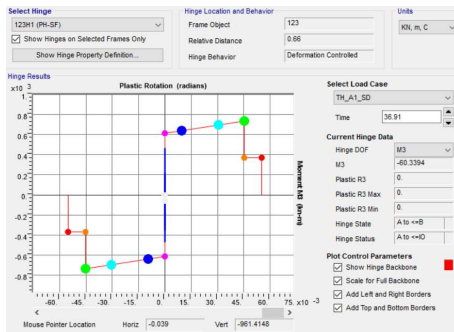 Select Hinge
Hinge Location and Behavior
Units
123H1 (PH-SF)
Frame Object
123
KN, m, C
Show Hinges on Selected Frames Only
Relative Distance
0.66
Show Hinge Property Definition...
Hinge Behavior
Deformation Controlled
Hinge Results
x10 3
Plastic Rotation (radians)
1.
0.8
0.6
0.4
0.2
0.
-0.2
-0.4
-0.6
-0.8
Moment M3 (kn-m)
-60. -45. -30. -15. 0. 15. 30. 45. 60. 75. x10 -3
Mouse Pointer Location Horiz -0.039 Vert -961.4148
Select Load Case
TH_A1_SD
Time 36.91
Current Hinge Data
Hinge DOF M3
M3 -60.3394
Plastic R3 0.
Plastic R3 Max 0.
Plastic R3 Min 0.
Hinge State A to <=B
Hinge Status A to <=IO
Plot Control Parameters
Show Hinge Backbone
Scale for Full Backbone
Add Left and Right Borders
Add Top and Bottom Borders